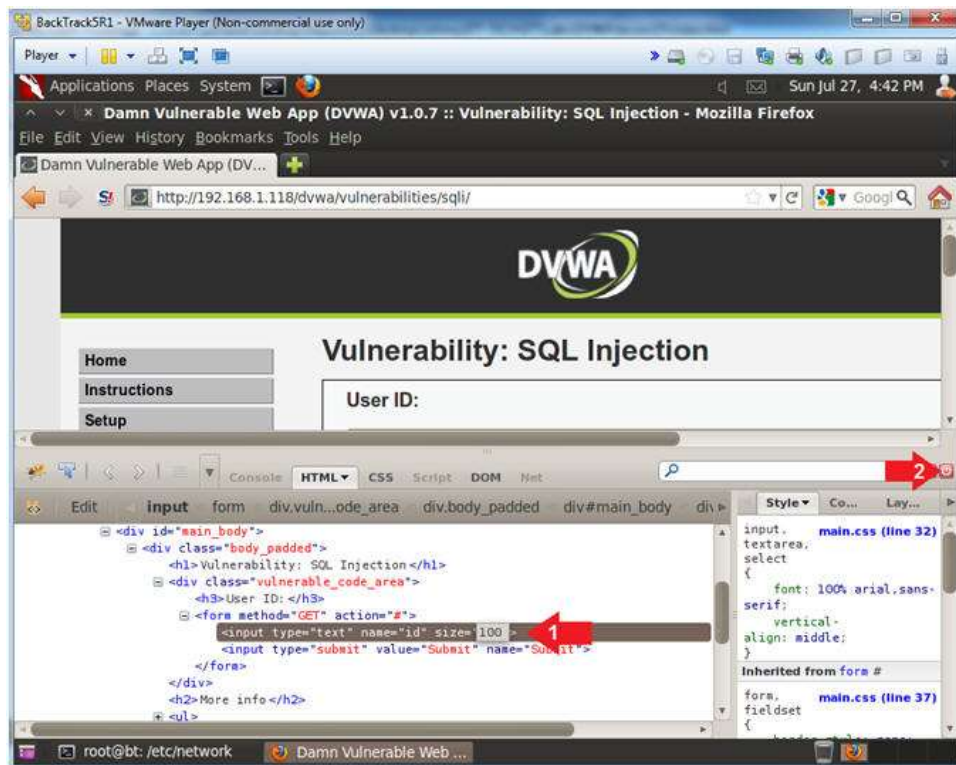 BackTrack5R1 - VMware Player (Non-commercial use only)
Player
Applications Places System
Sun Jul 27, 4:42 PM
Damn Vulnerable Web App (DVWA) v1.0.7 :: Vulnerability: SQL Injection - Mozilla Firefox
File Edit View History Bookmarks Tools Help
Damn Vulnerable Web App (DV...
http://192.168.1.118/dvwa/vulnerabilities/sqli/
Googl
DVWA
Home
Instructions
Setup
Vulnerability: SQL Injection
User ID:
Console HTML CSS Script DOM Net
2
Edit input form div.vuln...ode_area div.body_padded div#main_body div
Style Co... Lay...
<div id="main_body">
<div class="body_padded">
<h1>Vulnerability: SQL Injection</h1>
<div class="vulnerable_code_area">
<h3>User ID:</h3>
<form method="GET" action="#">
<input type="text" name="id" size="100">
1
<input type="submit" value="Submit" name="Submit">
</form>
</div>
<h2>More info</h2>
<ul>
input, main.css (line 32)
textarea,
select
{
font: 100% arial,sans-
serif;
vertical-
align: middle;
}
Inherited from form #
form, main.css (line 37)
fieldset
{
root@bt: /etc/network
Damn Vulnerable Web ...